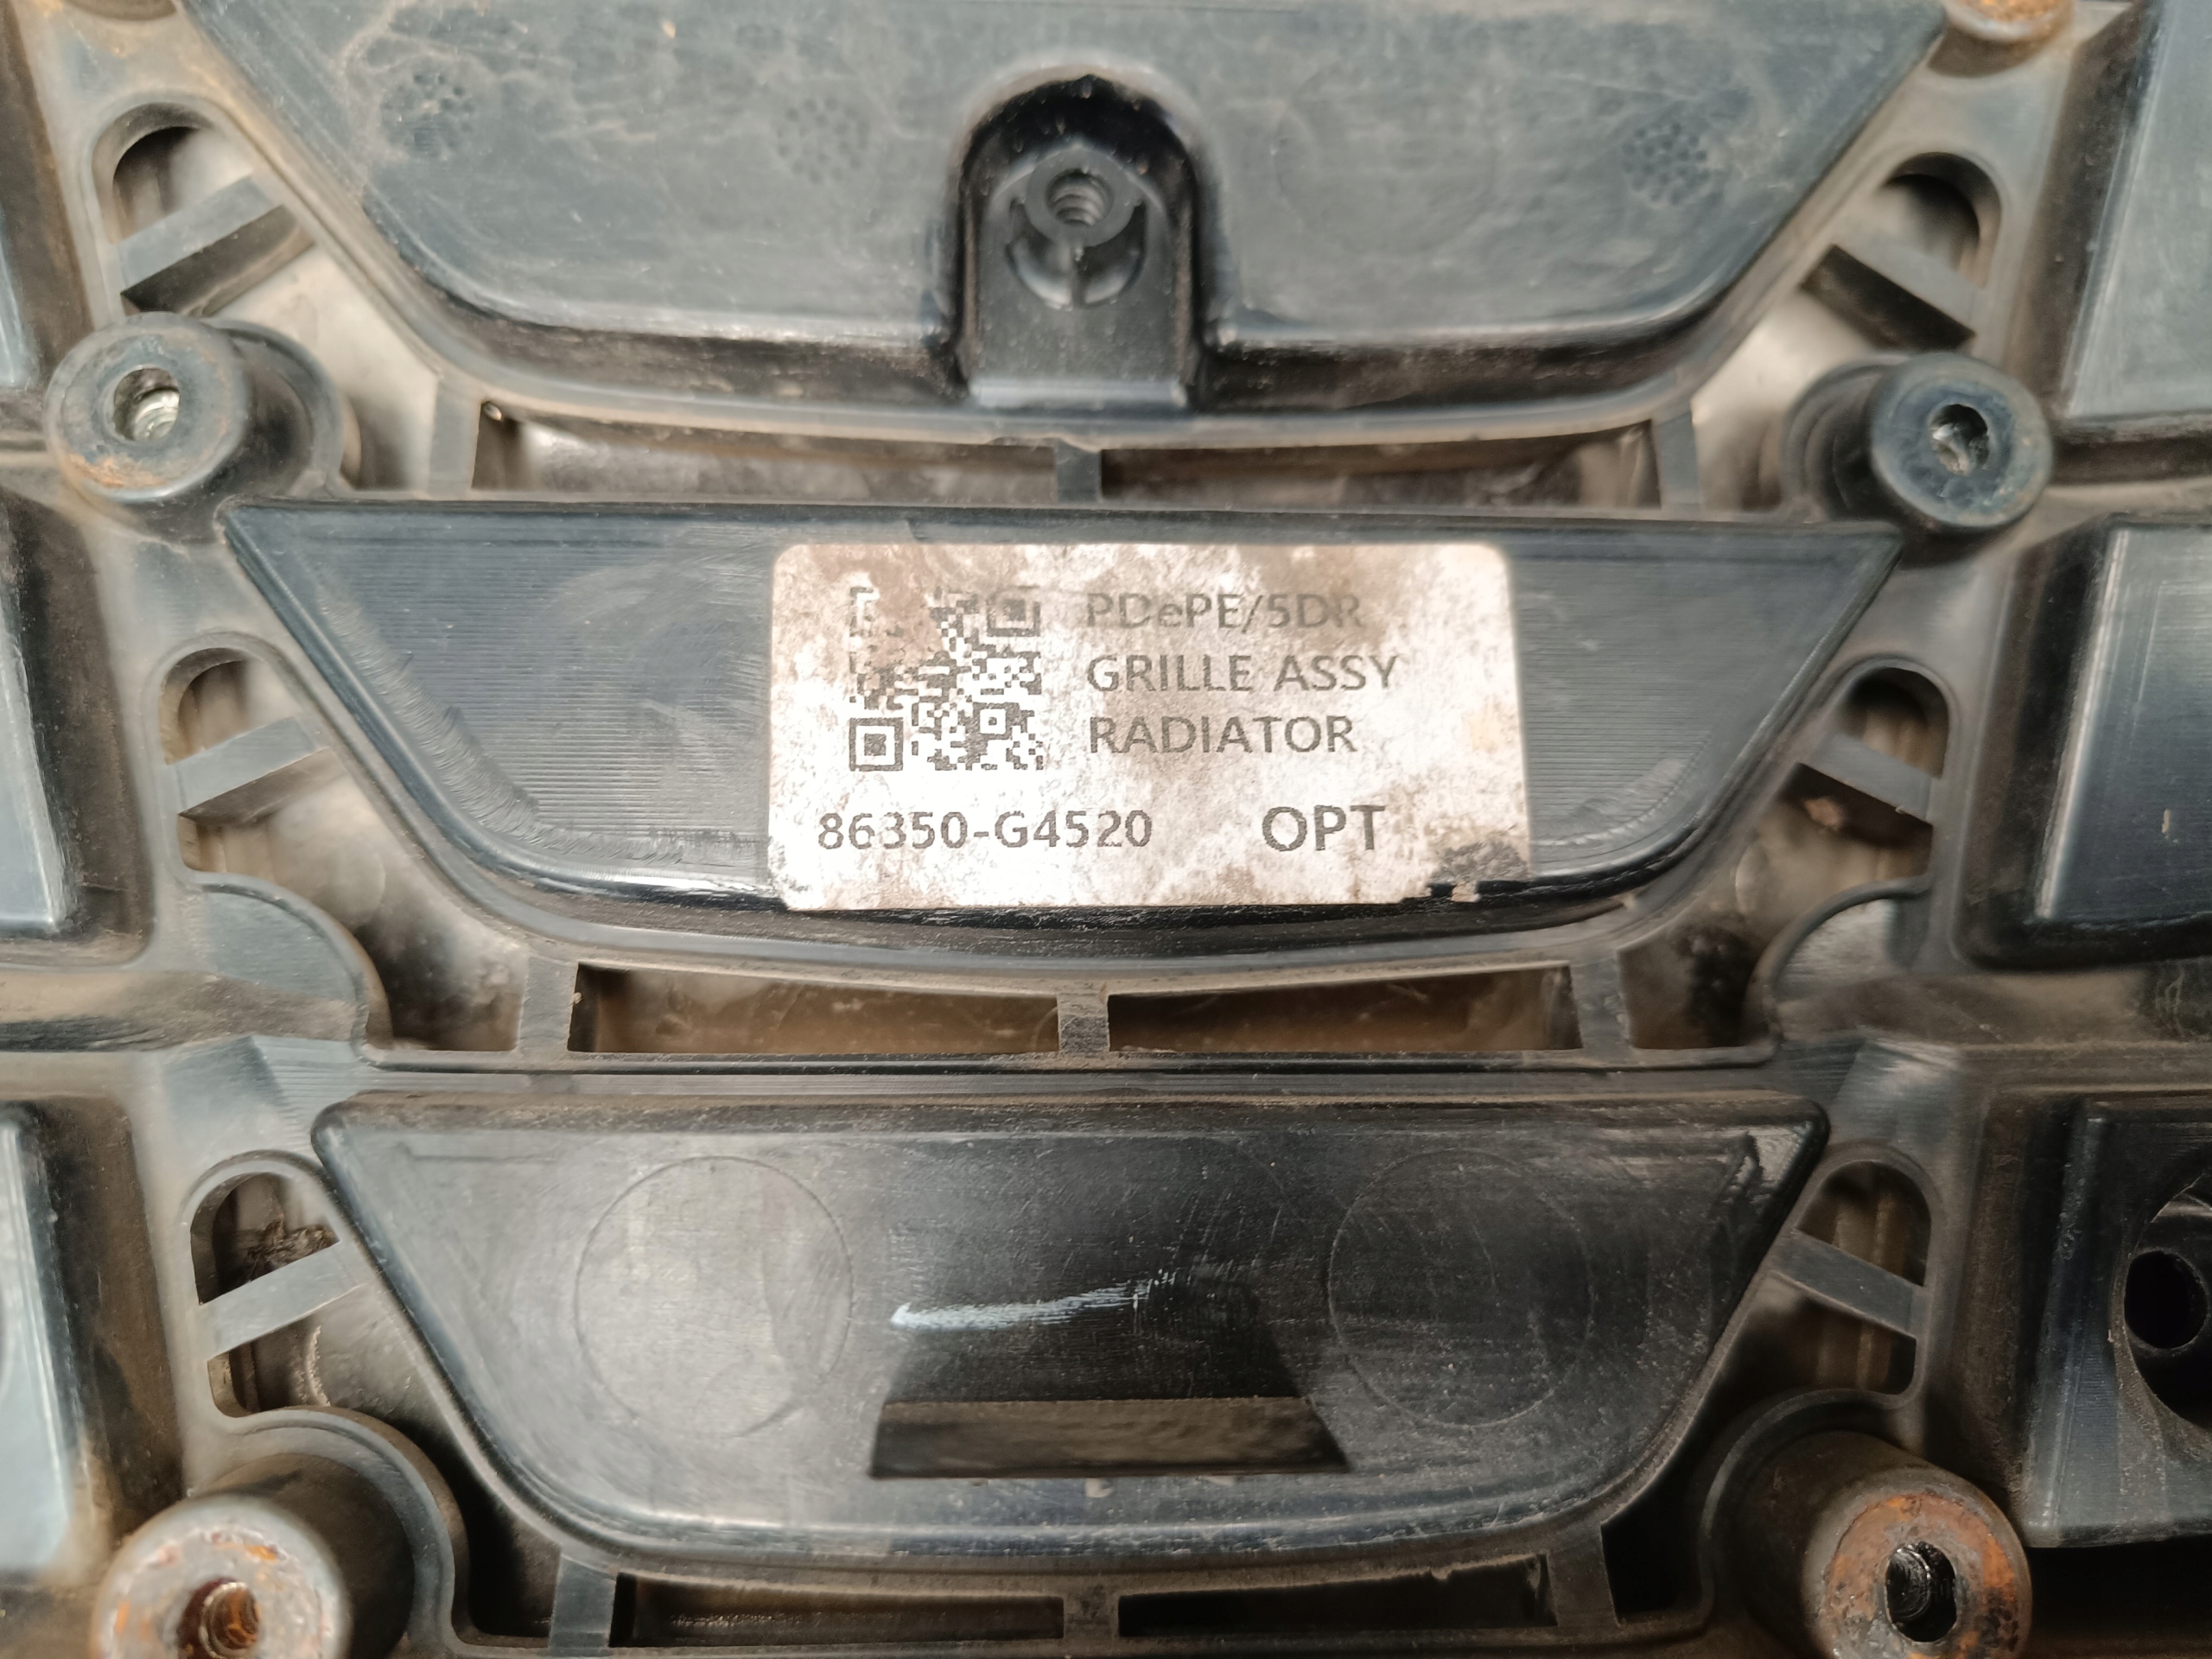 PDePE/5DR
GRILLE ASSY
RADIATOR
86350-G4520 OPT